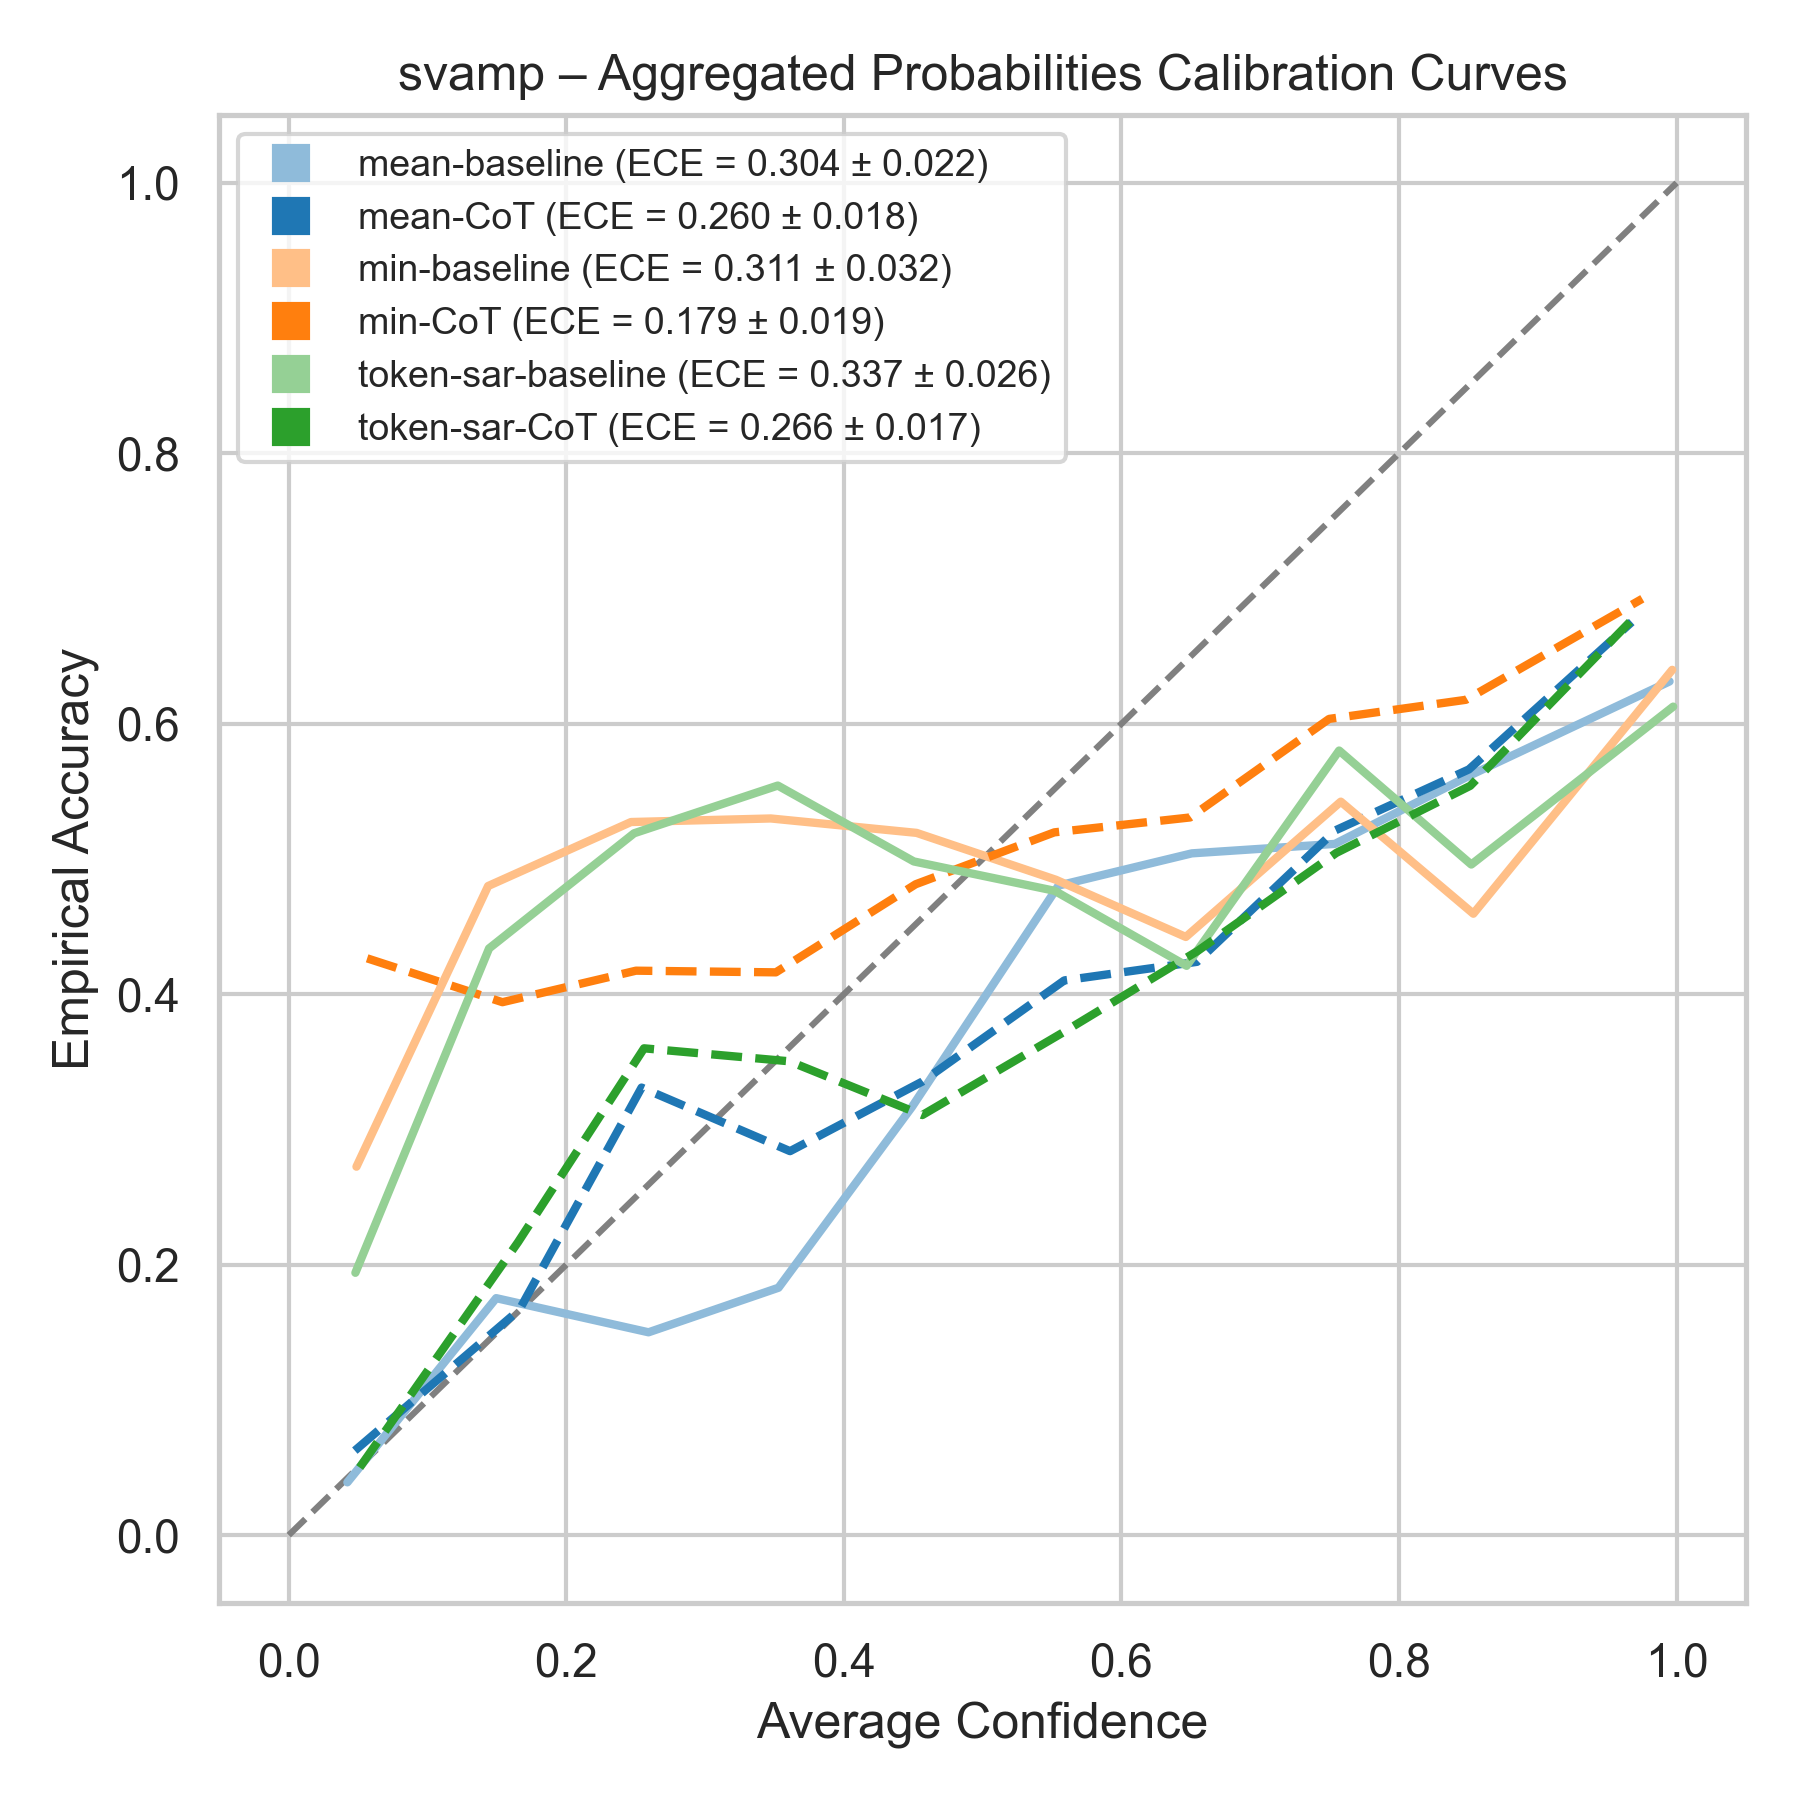 svamp – Aggregated Probabilities Calibration Curves
mean-baseline (ECE = 0.304 ± 0.022)
mean-CoT (ECE = 0.260 ± 0.018)
min-baseline (ECE = 0.311 ± 0.032)
min-CoT (ECE = 0.179 ± 0.019)
token-sar-baseline (ECE = 0.337 ± 0.026)
token-sar-CoT (ECE = 0.266 ± 0.017)
1.0
0.8
0.6
0.4
0.2
0.0
Empirical Accuracy
0.0 0.2 0.4 0.6 0.8 1.0
Average Confidence